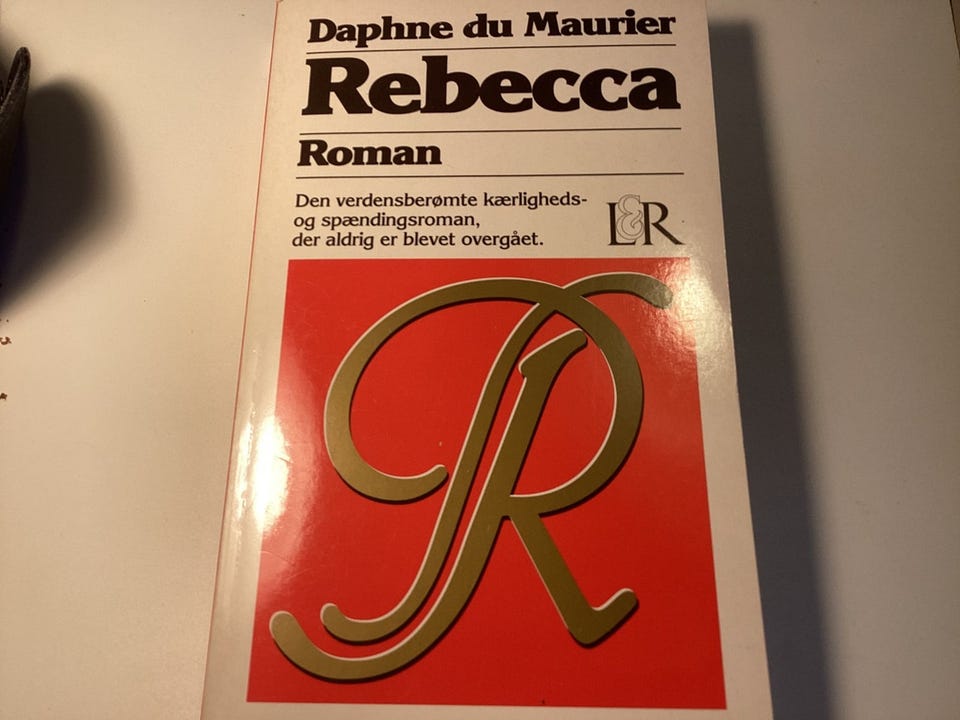 Daphne du Maurier
Rebecca
Roman
Den verdensberømte kærligheds-
og spændingsroman,
der aldrig er blevet overgået.
L&R
R